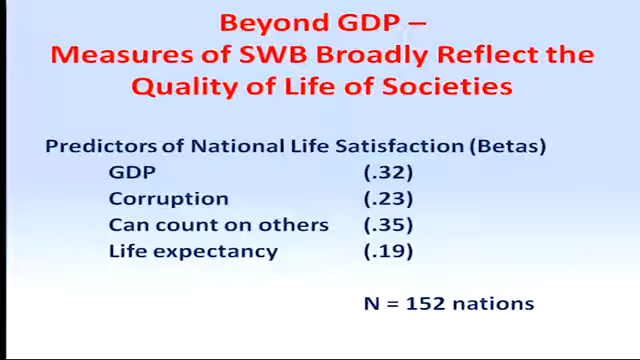 Beyond GDP –
Measures of SWB Broadly Reflect the
Quality of Life of Societies
Predictors of National Life Satisfaction (Betas)
GDP (.32)
Corruption (.23)
Can count on others (.35)
Life expectancy (.19)
N = 152 nations